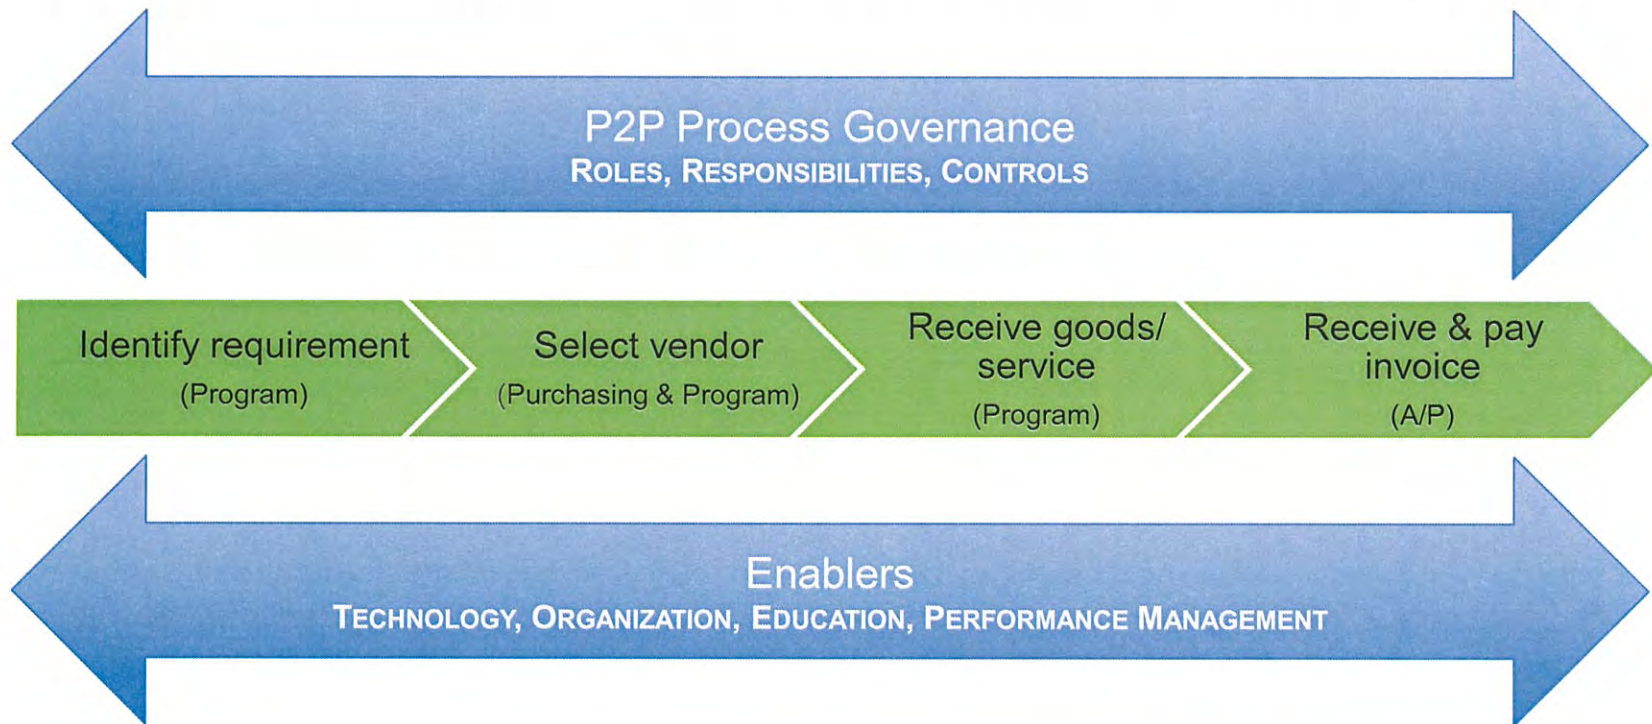 P2P Process Governance
ROLES, RESPONSIBILITIES, CONTROLS
Identify requirement
(Program)
Select vendor
(Purchasing & Program)
Receive goods/
service
(Program)
Receive & pay
invoice
(A/P)
Enablers
TECHNOLOGY, ORGANIZATION, EDUCATION, PERFORMANCE MANAGEMENT